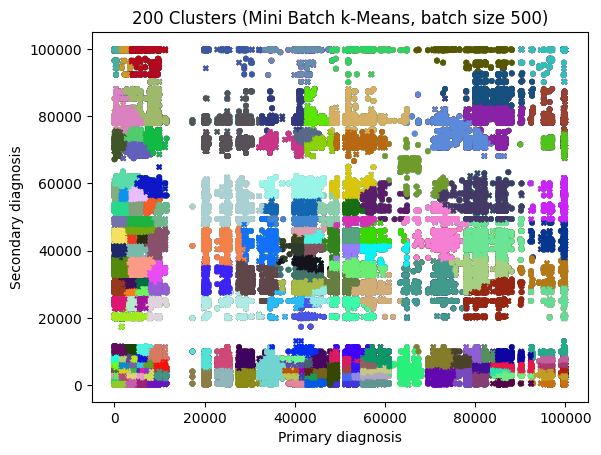 200 Clusters (Mini Batch k-Means, batch size 500)
100000
80000
60000
40000
20000
0
Secondary diagnosis
0 20000 40000 60000 80000 100000
Primary diagnosis